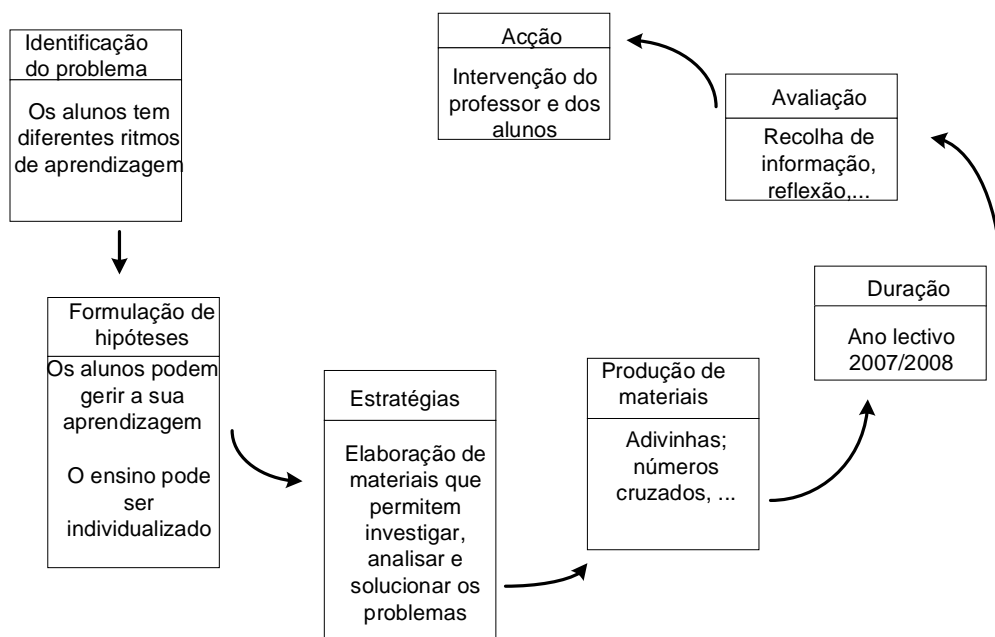 Identificação
do problema
Os alunos tem
diferentes ritmos
de aprendizagem
Formulação de
hipóteses
Os alunos podem
gerir a sua
aprendizagem
O ensino pode
ser
individualizado
Estratégias
Elaboração de
materiais que
permitem
investigar,
analisar e
solucionar os
problemas
Produção de
materiais
Adivinhas;
números
cruzados, ...
Duração
Ano lectivo
2007/2008
Avaliação
Recolha de
informação,
reflexão,...
Acção
Intervenção do
professor e dos
alunos